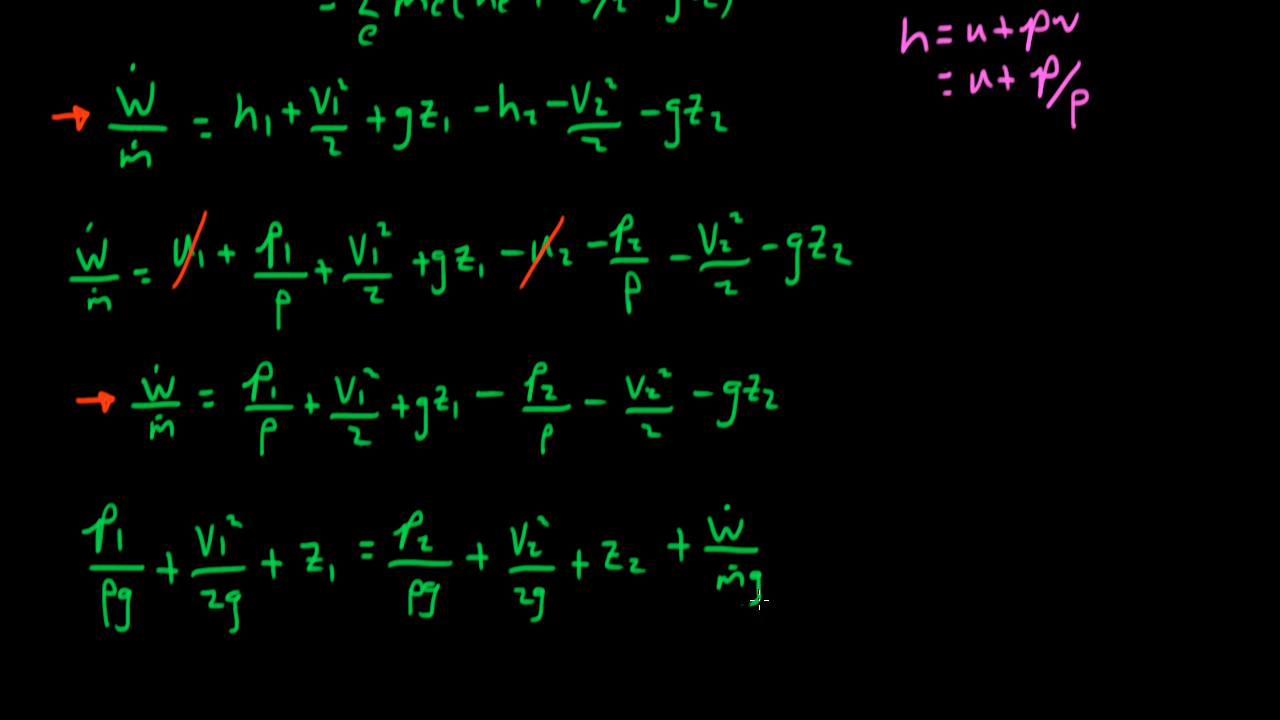 h = u + pv
= u + p/ρ
Ẇ/ṁ = h₁ + V₁²/2 + gz₁ - h₂ - V₂²/2 - gz₂
Ẇ/ṁ = u₁ + p₁/ρ + V₁²/2 + gz₁ - u₂ - p₂/ρ - V₂²/2 - gz₂
Ẇ/ṁ = p₁/ρ + V₁²/2 + gz₁ - p₂/ρ - V₂²/2 - gz₂
p₁/ρg + V₁²/2g + z₁ = p₂/ρg + V₂²/2g + z₂ + Ẇ/ṁg